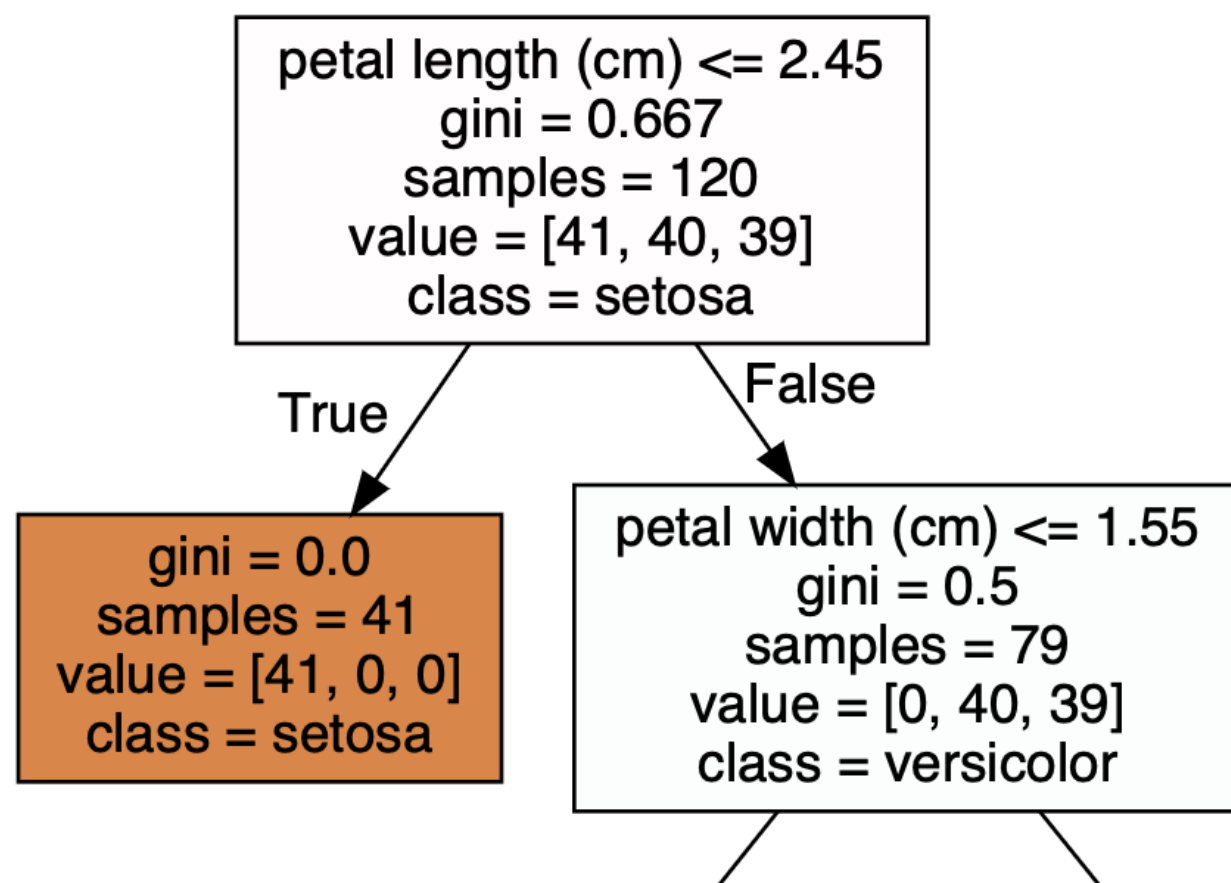 petal length (cm) <= 2.45
gini = 0.667
samples = 120
value = [41, 40, 39]
class = setosa
True
False
gini = 0.0
samples = 41
value = [41, 0, 0]
class = setosa
petal width (cm) <= 1.55
gini = 0.5
samples = 79
value = [0, 40, 39]
class = versicolor